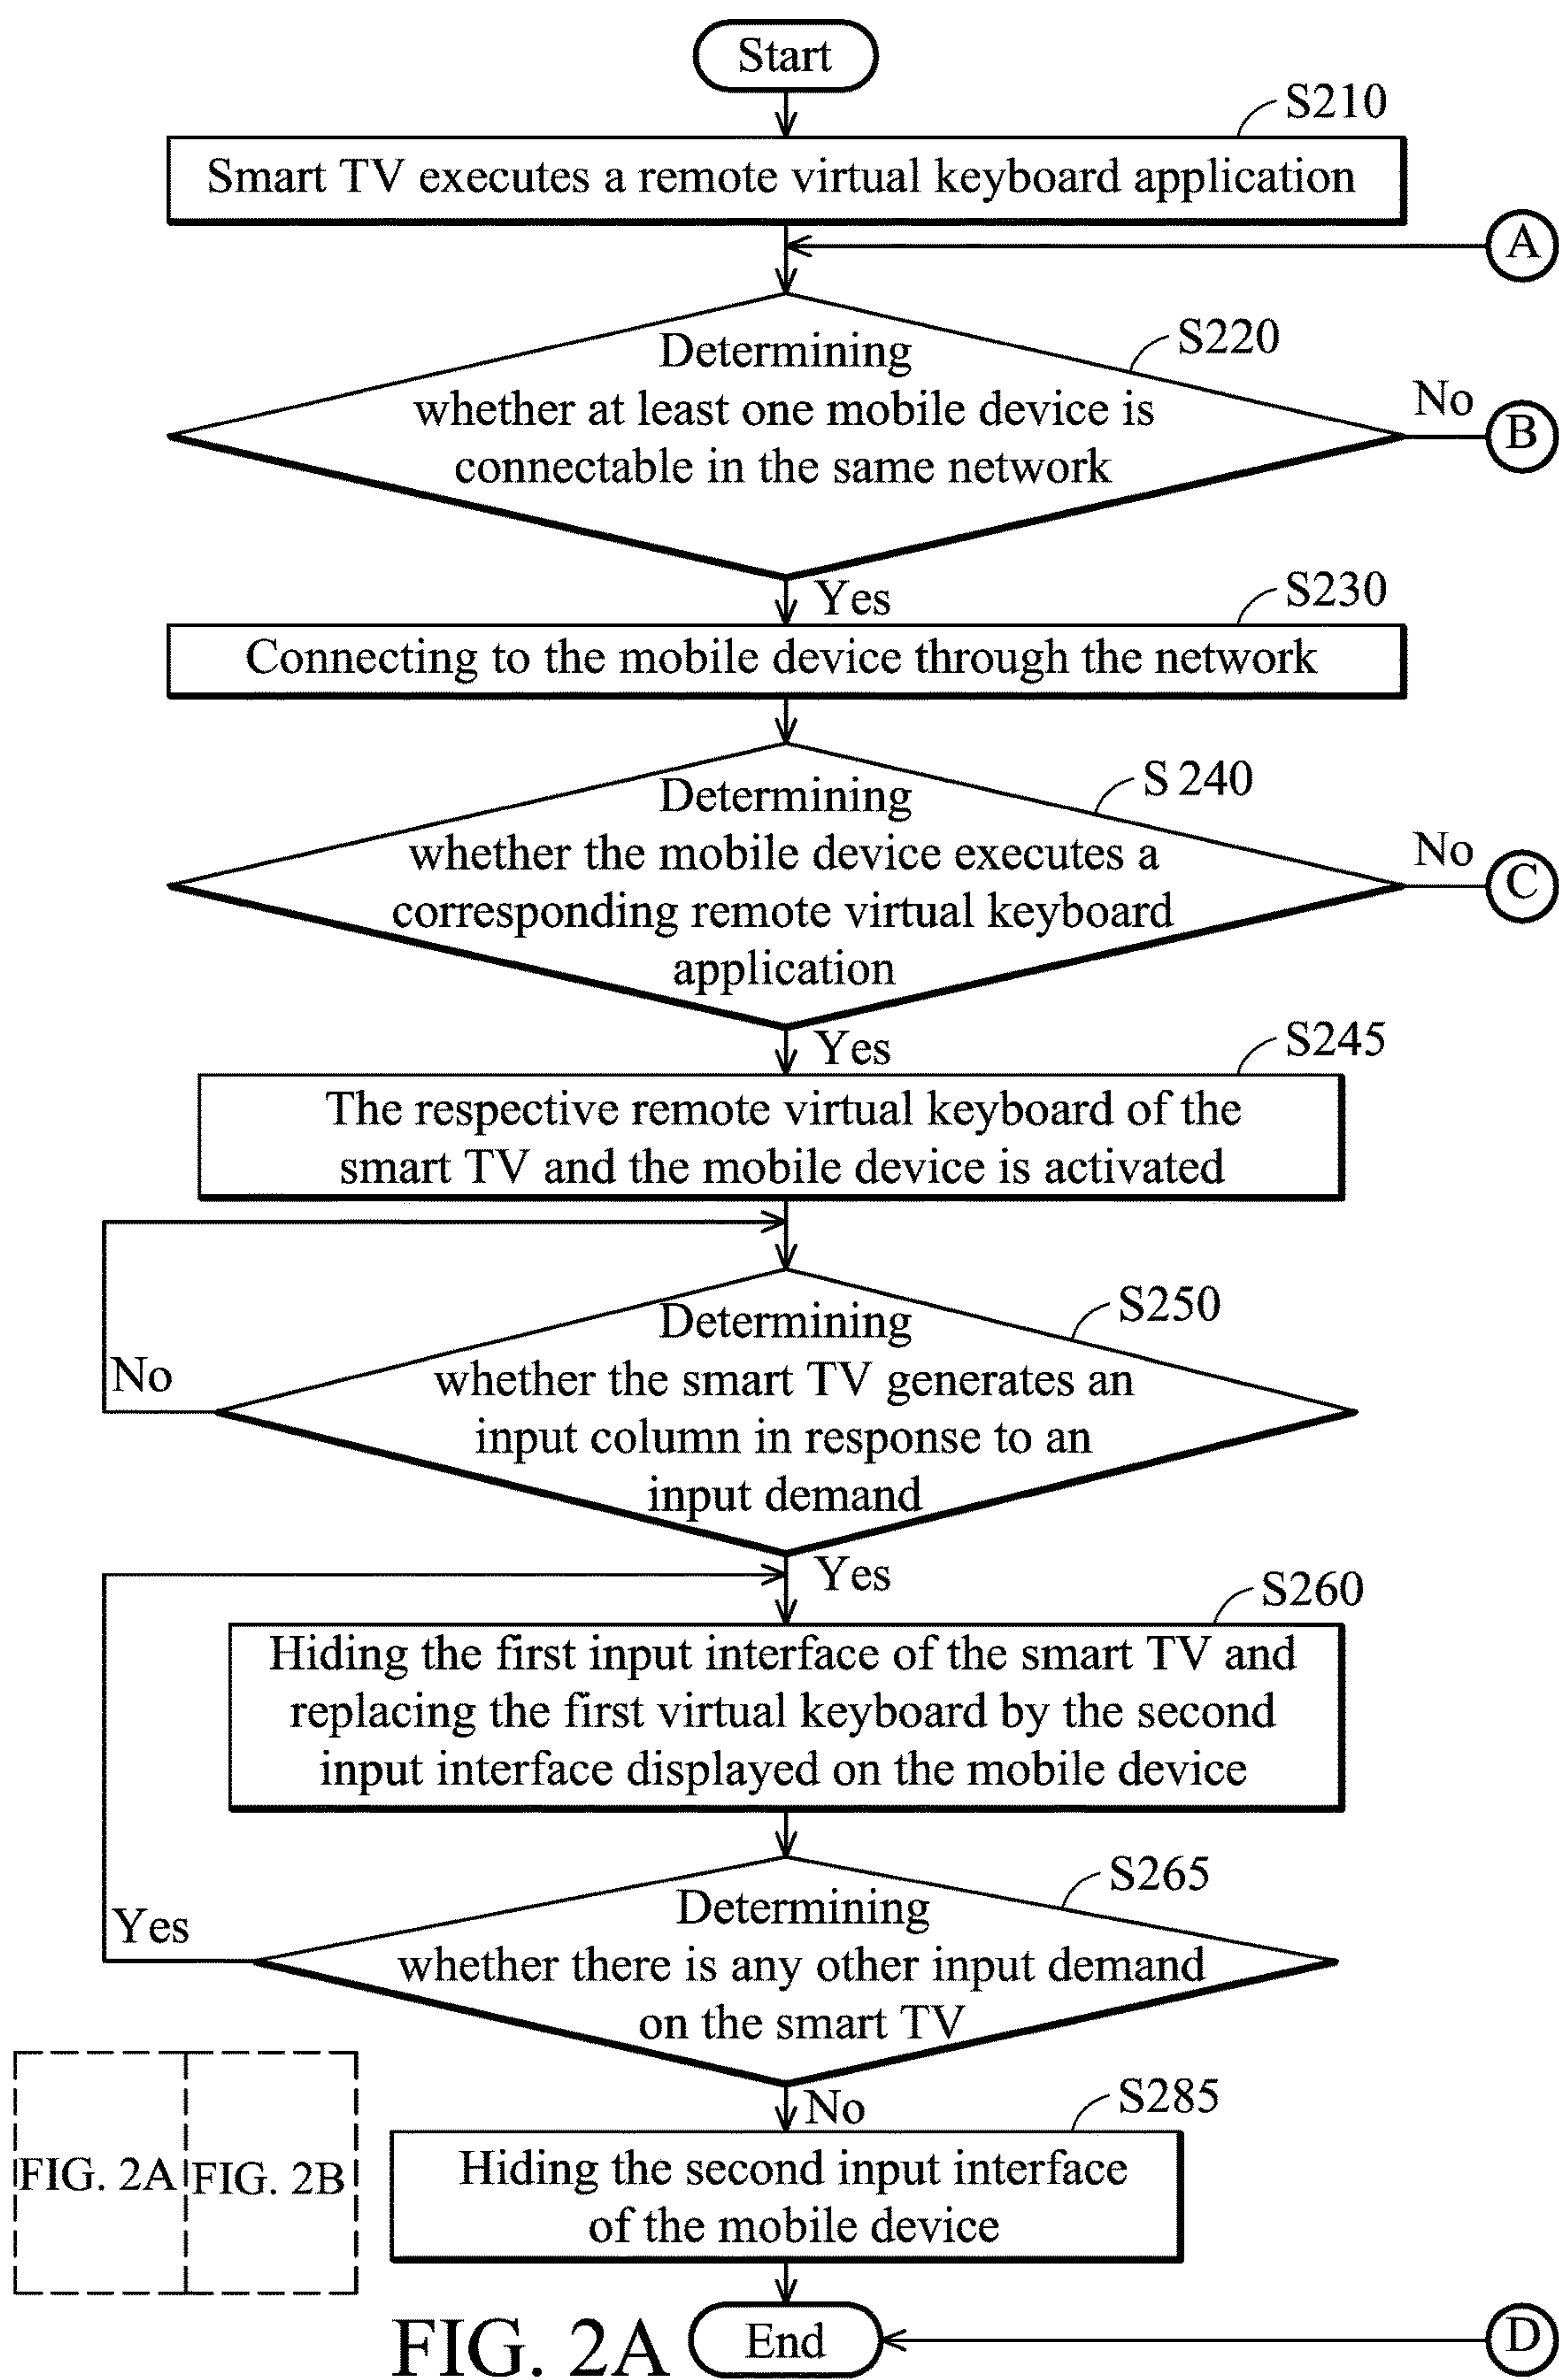 Start
S210
Smart TV executes a remote virtual keyboard application
A
S220
Determining
whether at least one mobile device is
connectable in the same network
No
B
Yes
S230
Connecting to the mobile device through the network
S 240
Determining
whether the mobile device executes a
corresponding remote virtual keyboard
application
No
C
Yes
S245
The respective remote virtual keyboard of the
smart TV and the mobile device is activated
S250
Determining
whether the smart TV generates an
input column in response to an
input demand
No
Yes
S260
Hiding the first input interface of the smart TV and
replacing the first virtual keyboard by the second
input interface displayed on the mobile device
S265
Determining
whether there is any other input demand
on the smart TV
Yes
No
S285
Hiding the second input interface
of the mobile device
FIG. 2A FIG. 2B
End
D
FIG. 2A